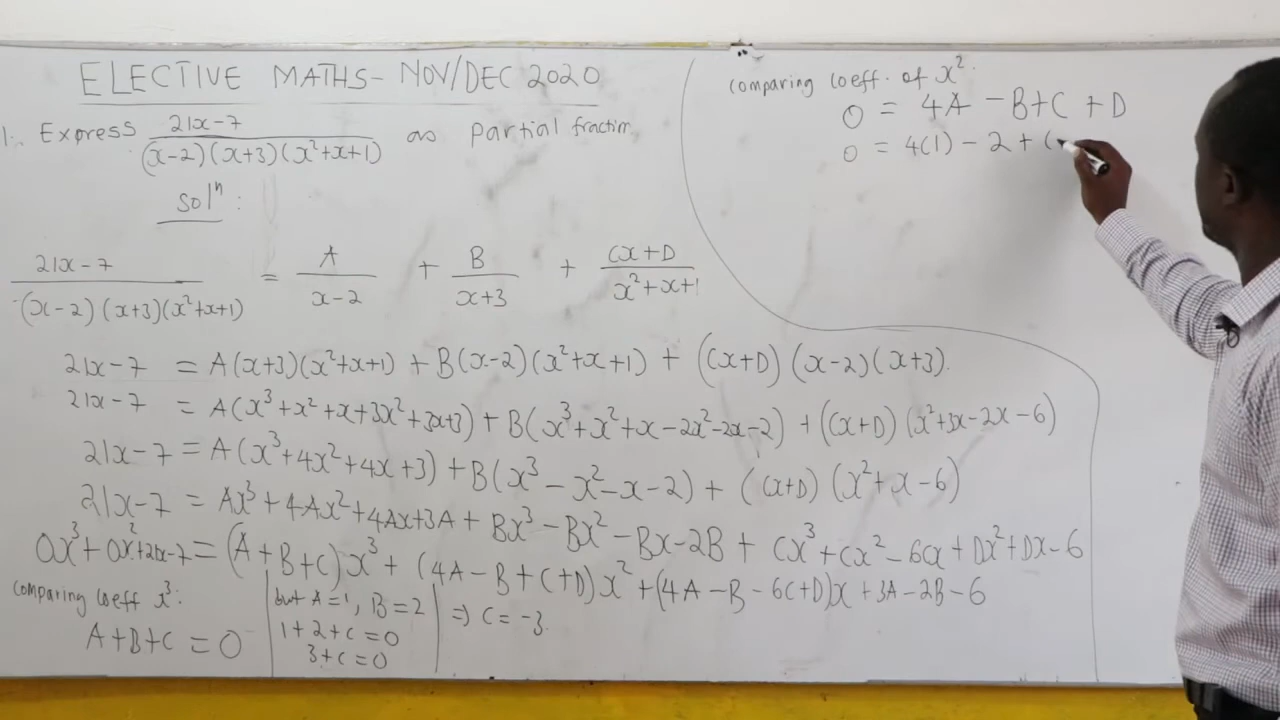 ELECTIVE MATHS - NOV/DEC 2020
1. Express (21x-7)/((x-2)(x+3)(x²+x+1)) as partial fraction
solⁿ:
(21x-7)/((x-2)(x+3)(x²+x+1)) = A/(x-2) + B/(x+3) + (Cx+D)/(x²+x+1)
21x-7 = A(x+3)(x²+x+1) + B(x-2)(x²+x+1) + (Cx+D)(x-2)(x+3).
21x-7 = A(x³+x²+x+3x²+3x+3) + B(x³+x²+x-2x²-2x-2) + (Cx+D)(x²+3x-2x-6)
21x-7 = A(x³+4x²+4x+3) + B(x³-x²-x-2) + (Cx+D)(x²+x-6)
21x-7 = Ax³+4Ax²+4Ax+3A + Bx³-Bx²-Bx-2B + Cx³+Cx²-6Cx+Dx²+Dx-6
0x³+0x²+21x-7 = (A+B+C)x³ + (4A-B+C+D)x² + (4A-B-6C+D)x + 3A-2B-6
comparing coeff x³:
A+B+C = 0
but A=1, B=2
1+2+C=0
3+C=0
⇒ C=-3.
comparing coeff. of x²:
0 = 4A - B + C + D
0 = 4(1) - 2 + (